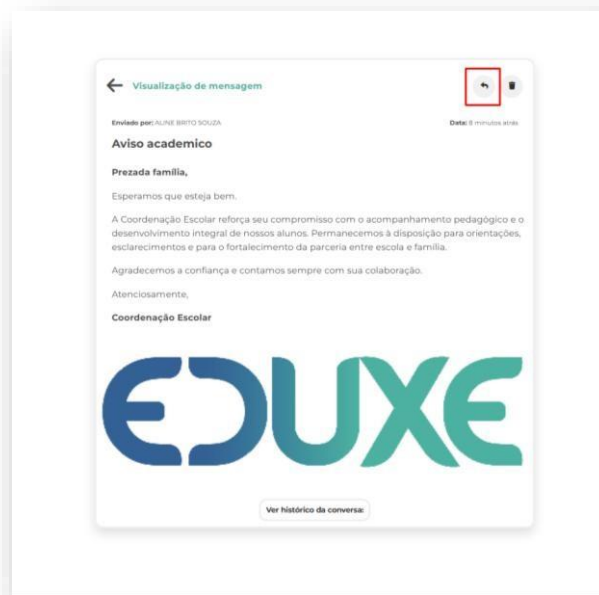 Visualização de mensagem
Enviado por: ALINE BRITO SOUZA
Data: 8 minutos atrás
Aviso academico
Prezada família,
Esperamos que esteja bem.
A Coordenação Escolar reforça seu compromisso com o acompanhamento pedagógico e o
desenvolvimento integral de nossos alunos. Permanecemos à disposição para orientações,
esclarecimentos e para o fortalecimento da parceria entre escola e família.
Agradecemos a confiança e contamos sempre com sua colaboração.
Atenciosamente,
Coordenação Escolar
EDUXE
Ver histórico da conversa: